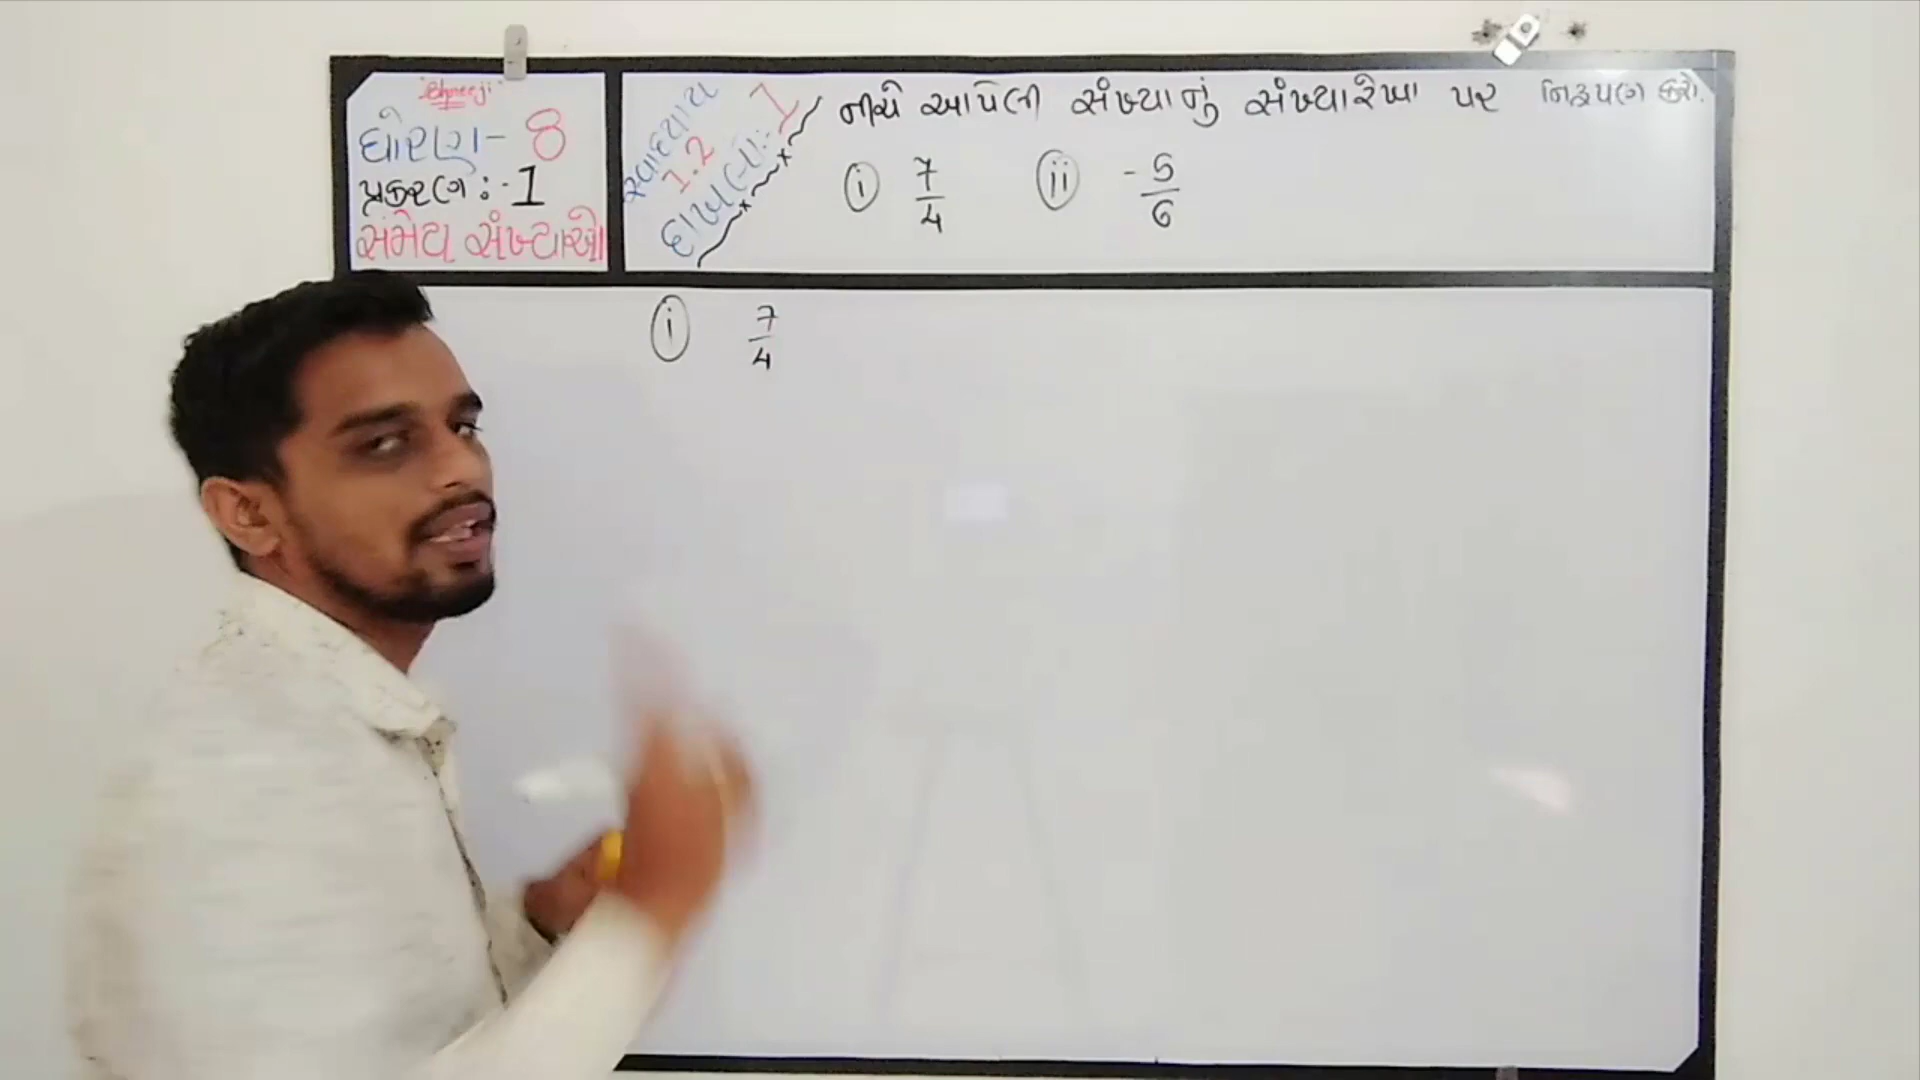 Shreeji
ધોરણ - 8
પ્રકરણ :- 1
સંમેય સંખ્યાઓ
સ્વાધ્યાય
1.2
દાખલો :- 1
નીચે આપેલી સંખ્યાનું સંખ્યારેખા પર નિરૂપણ કરો.
(i) 7/4 (ii) -5/6
(i) 7/4